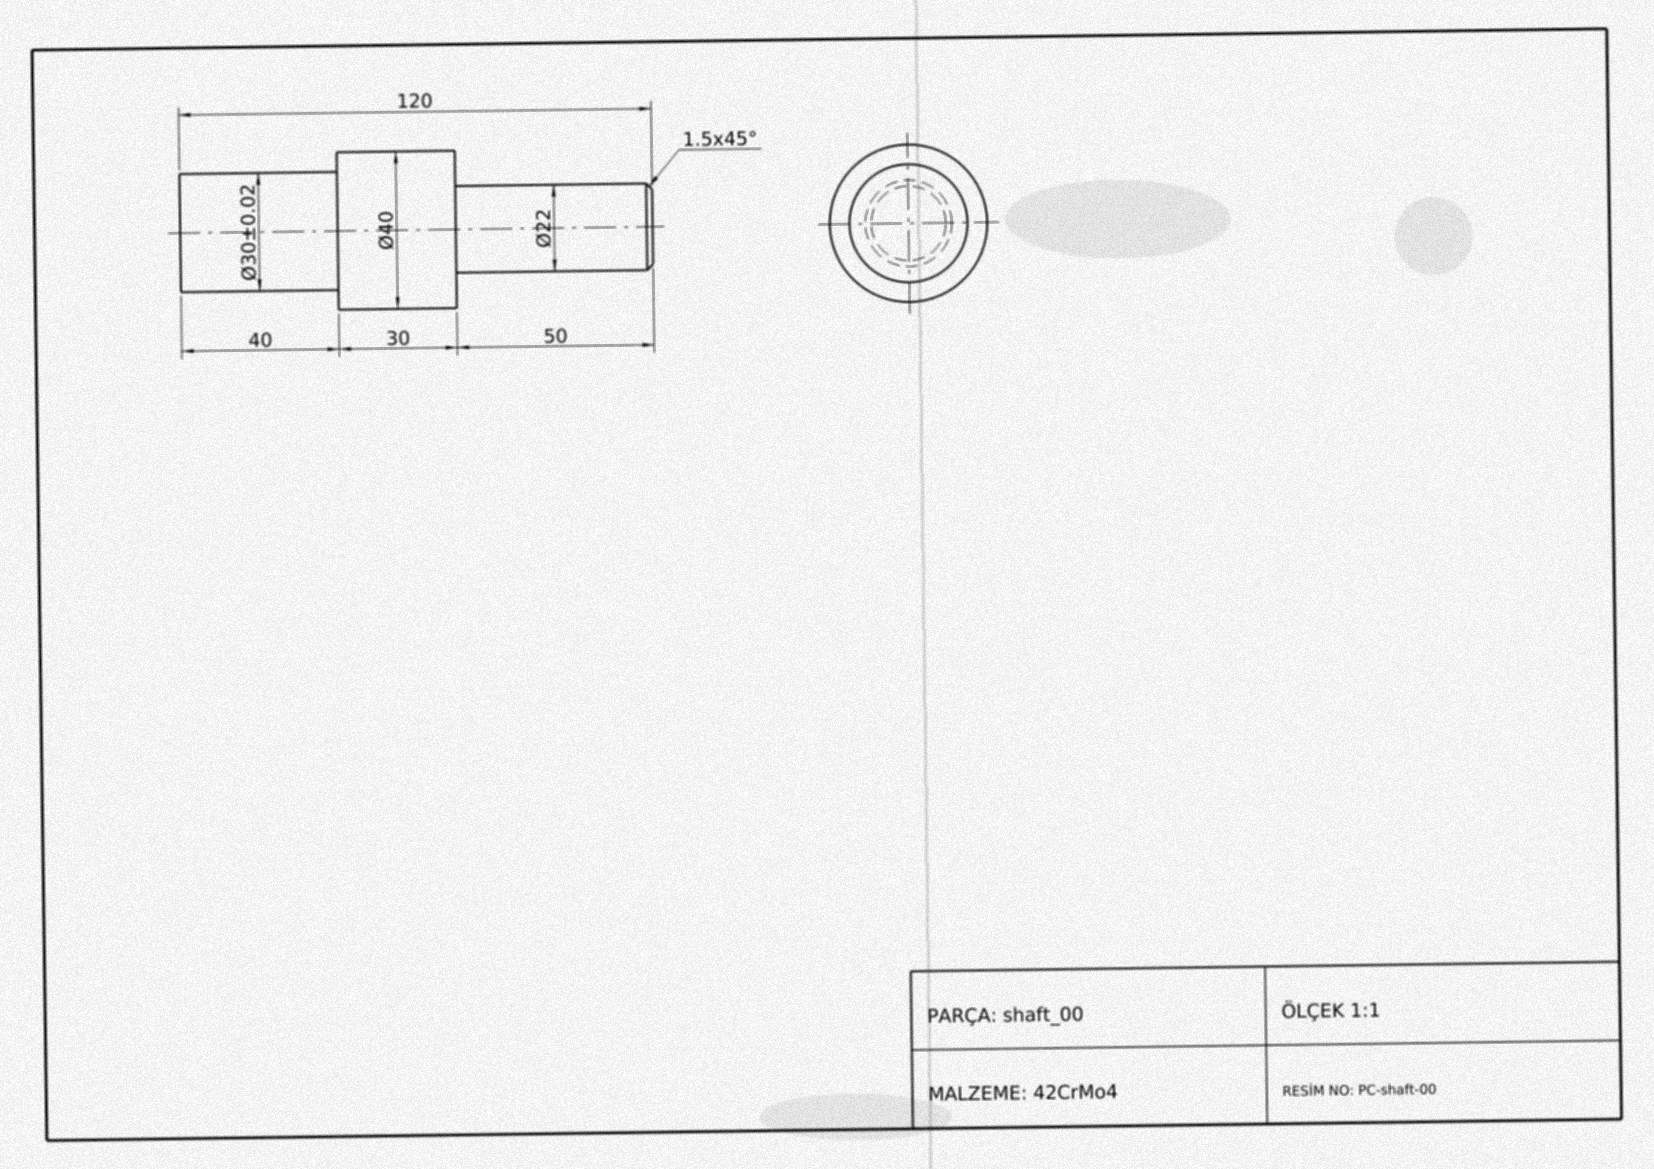 120
1.5x45°
Ø30±0.02
Ø40
Ø22
40
30
50
PARÇA: shaft_00
ÖLÇEK 1:1
MALZEME: 42CrMo4
RESİM NO: PC-shaft-00